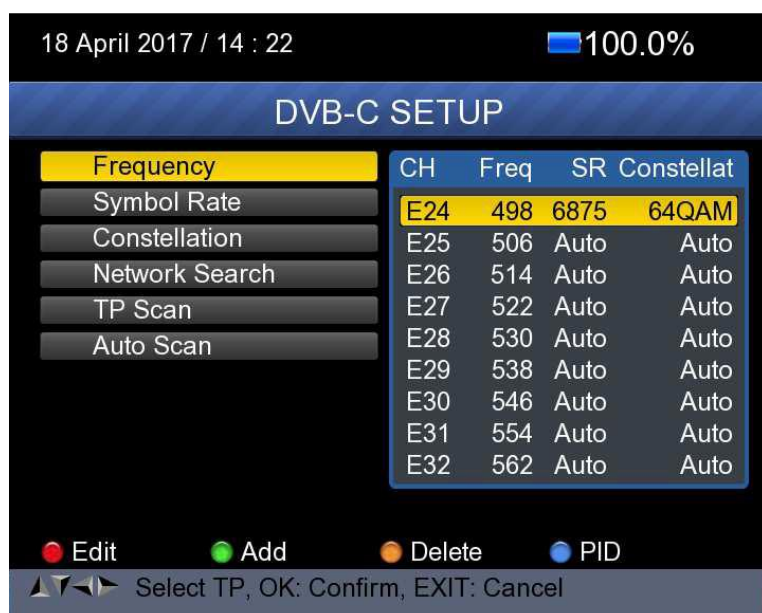 18 April 2017 / 14 : 22 100.0%
DVB-C SETUP
Frequency
Symbol Rate
Constellation
Network Search
TP Scan
Auto Scan
CH Freq SR Constellat
E24 498 6875 64QAM
E25 506 Auto Auto
E26 514 Auto Auto
E27 522 Auto Auto
E28 530 Auto Auto
E29 538 Auto Auto
E30 546 Auto Auto
E31 554 Auto Auto
E32 562 Auto Auto
Edit Add Delete PID
Select TP, OK: Confirm, EXIT: Cancel